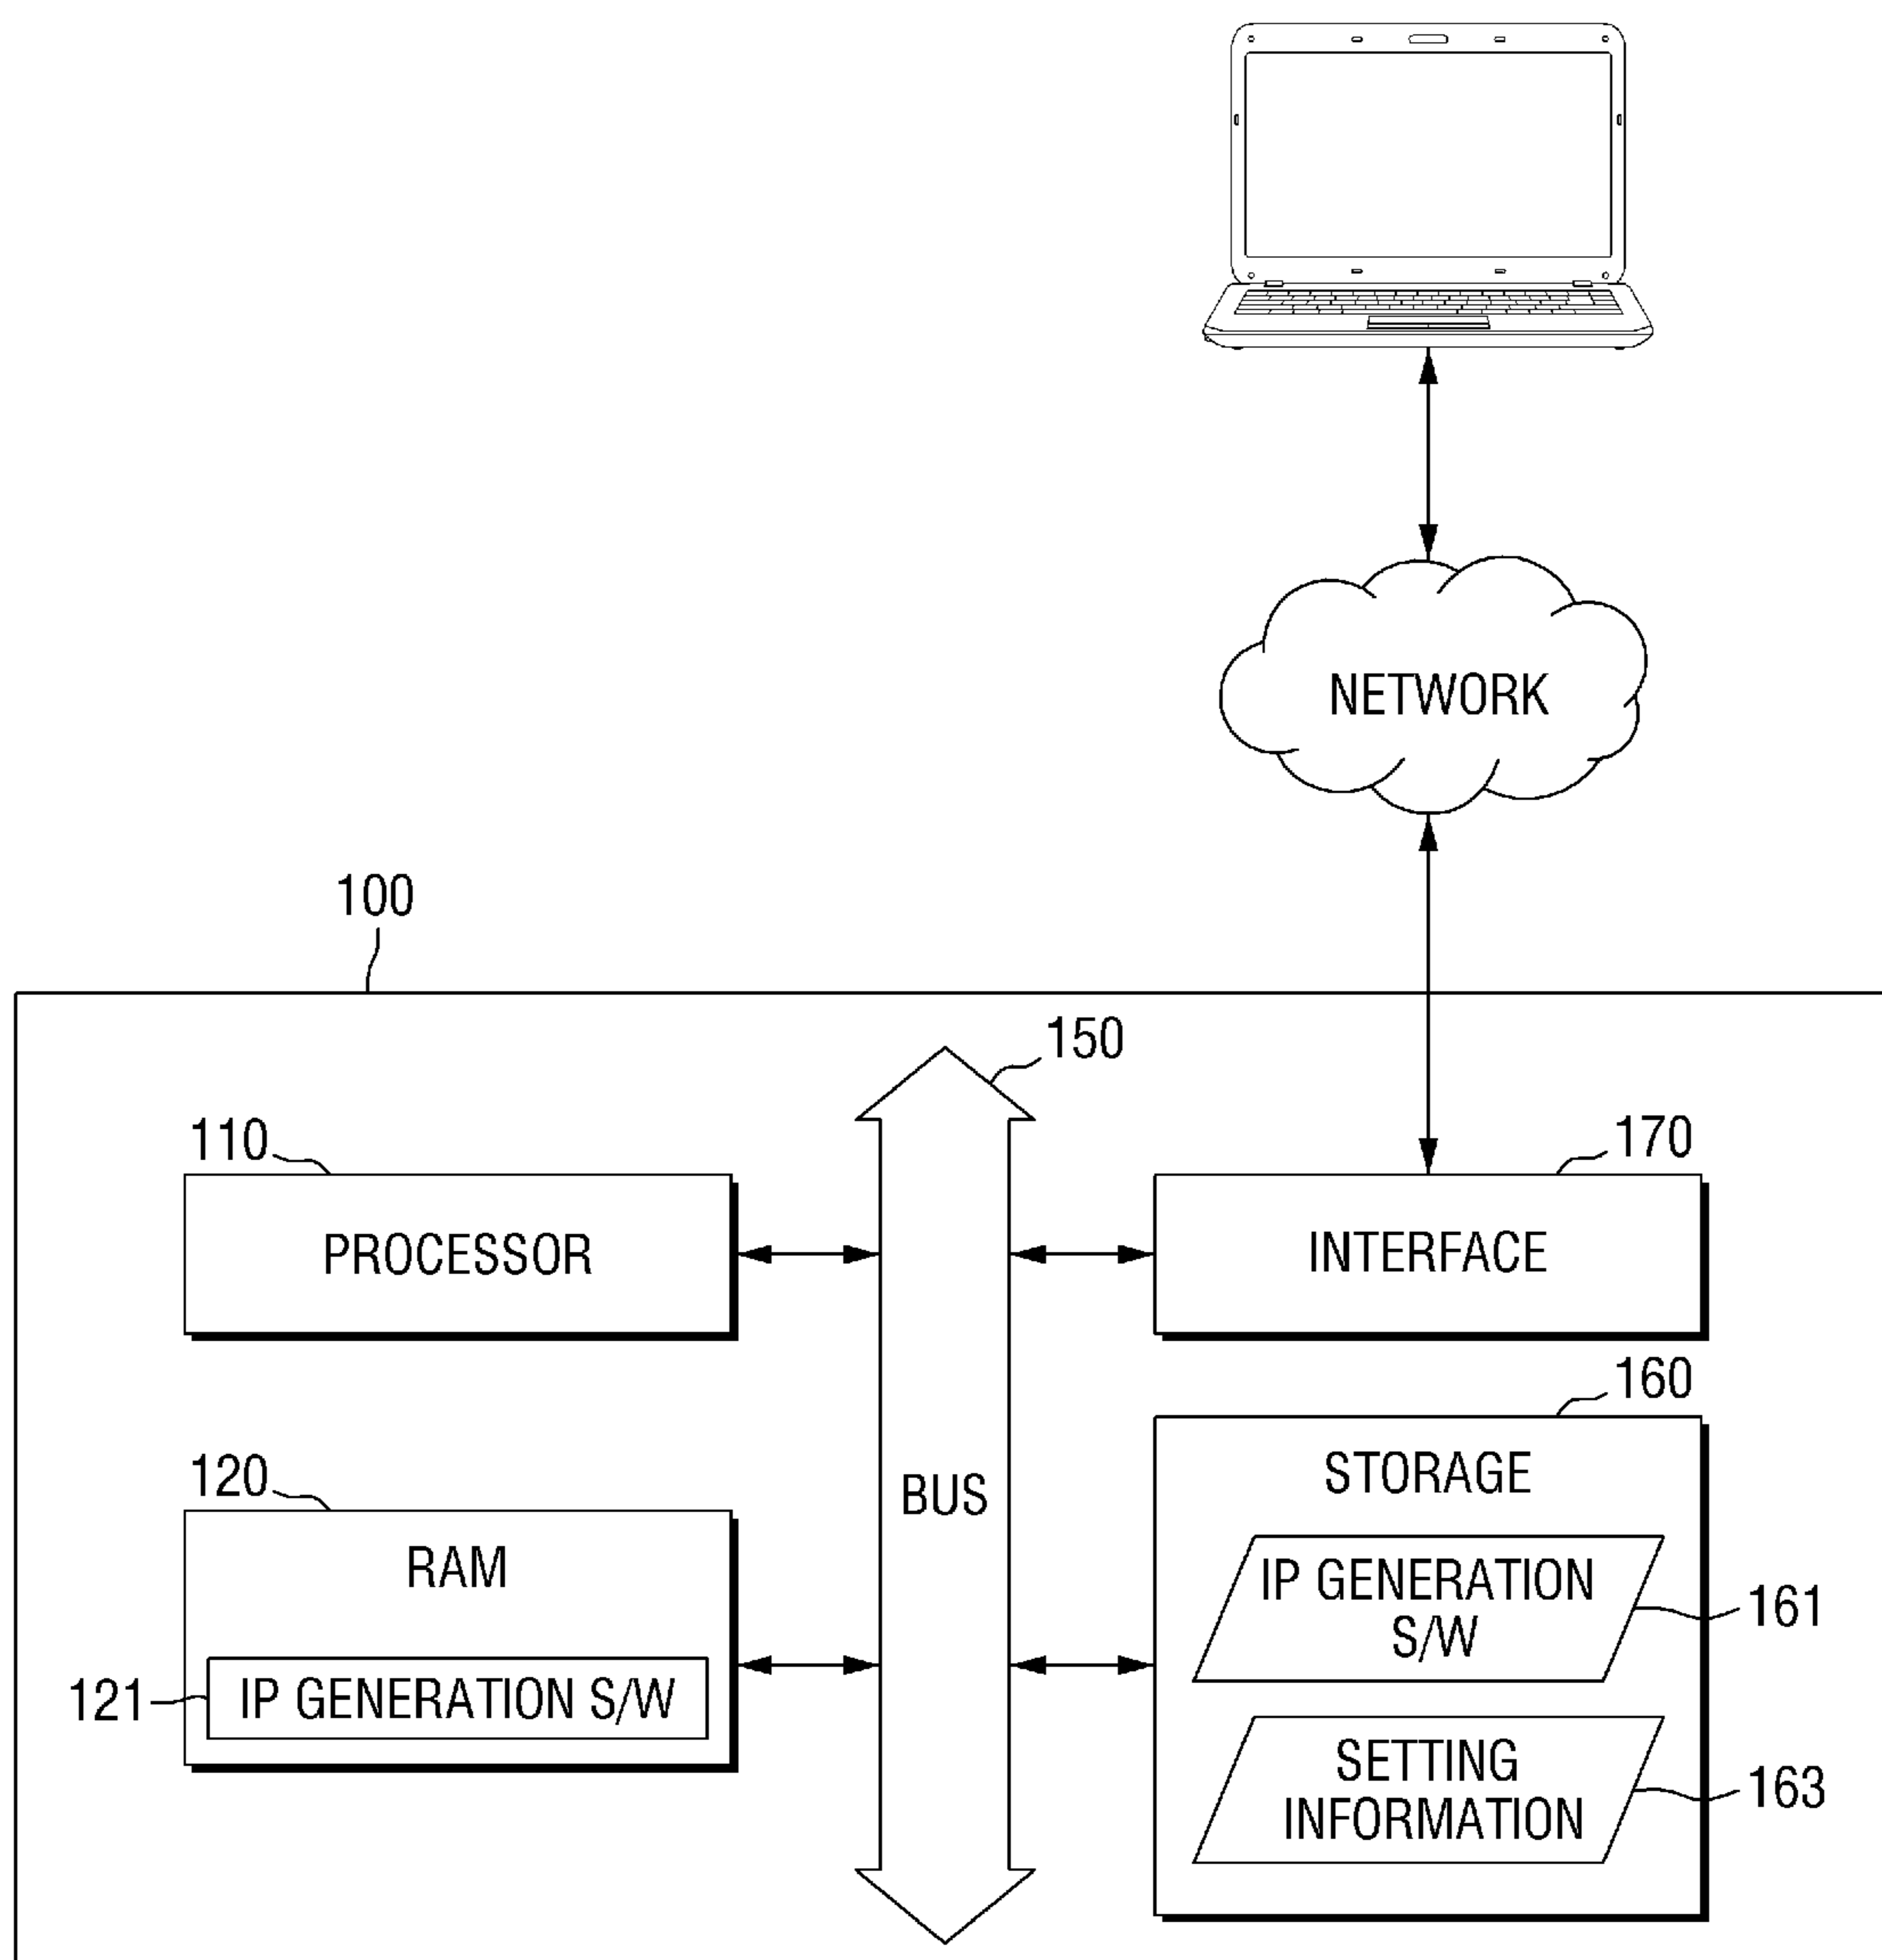 NETWORK
100
150
110
PROCESSOR
170
INTERFACE
120
RAM
121
IP GENERATION S/W
BUS
160
STORAGE
IP GENERATION
S/W
161
SETTING
INFORMATION
163